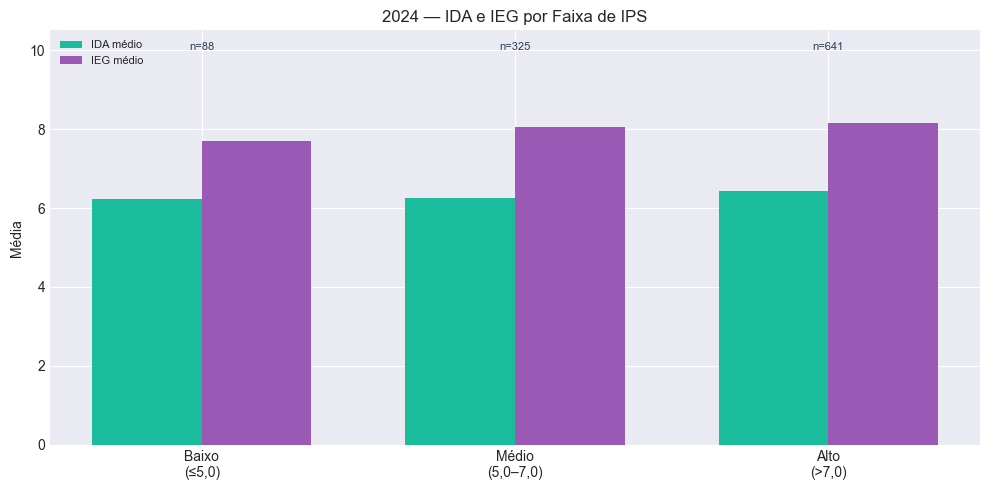 2024 — IDA e IEG por Faixa de IPS
IDA médio
IEG médio
n=88
n=325
n=641
10
8
6
4
2
0
Média
Baixo
(≤5,0)
Médio
(5,0–7,0)
Alto
(>7,0)